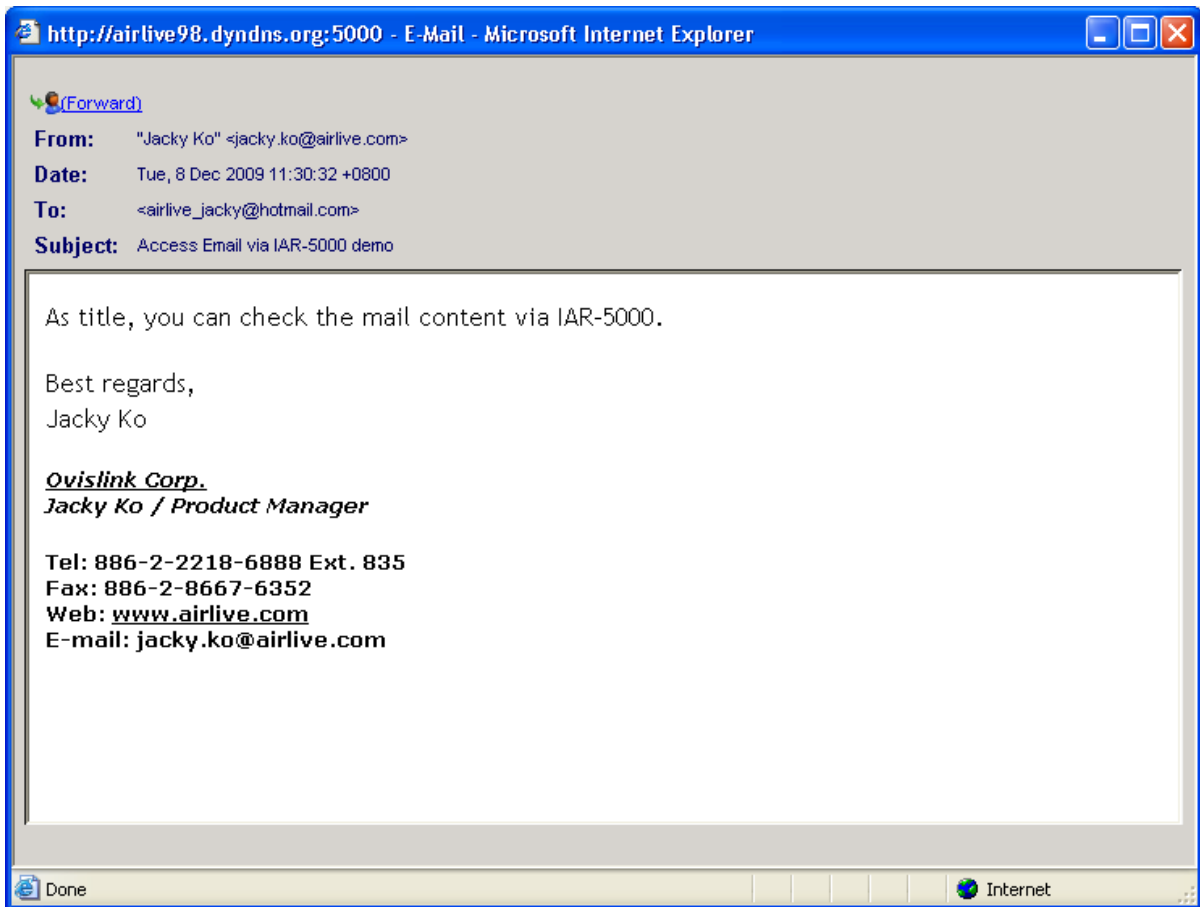 http://airlive98.dyndns.org:5000 - E-Mail - Microsoft Internet Explorer
(Forward)
From: "Jacky Ko" <jacky.ko@airlive.com>
Date: Tue, 8 Dec 2009 11:30:32 +0800
To: <airlive_jacky@hotmail.com>
Subject: Access Email via IAR-5000 demo
As title, you can check the mail content via IAR-5000.
Best regards,
Jacky Ko
Ovislink Corp.
Jacky Ko / Product Manager
Tel: 886-2-2218-6888 Ext. 835
Fax: 886-2-8667-6352
Web: www.airlive.com
E-mail: jacky.ko@airlive.com
Done Internet